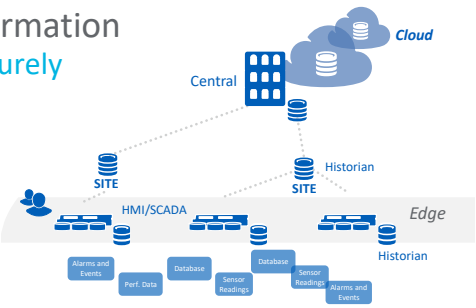 rmation
urely
Cloud
Central
SITE
Historian
SITE
HMI/SCADA
Edge
Historian
Alarms and
Events
Perf. Data
Database
Sensor
Readings
Database
Sensor
Readings
Alarms and
Events